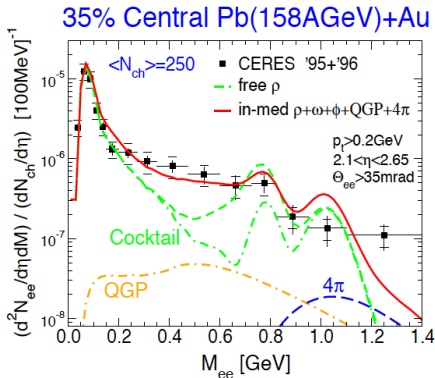 35% Central Pb(158AGeV)+Au
<N_ch>=250
CERES '95+'96
free ρ
in-med ρ+ω+φ+QGP+4π
p_t>0.2GeV
2.1<η<2.65
Θ_ee>35mrad
Cocktail
QGP
4π
(d²N_ee/dηdM) / (dN_ch/dη) [100MeV]⁻¹
10⁻⁵
10⁻⁶
10⁻⁷
10⁻⁸
0.0 0.2 0.4 0.6 0.8 1.0 1.2 1.4
M_ee [GeV]